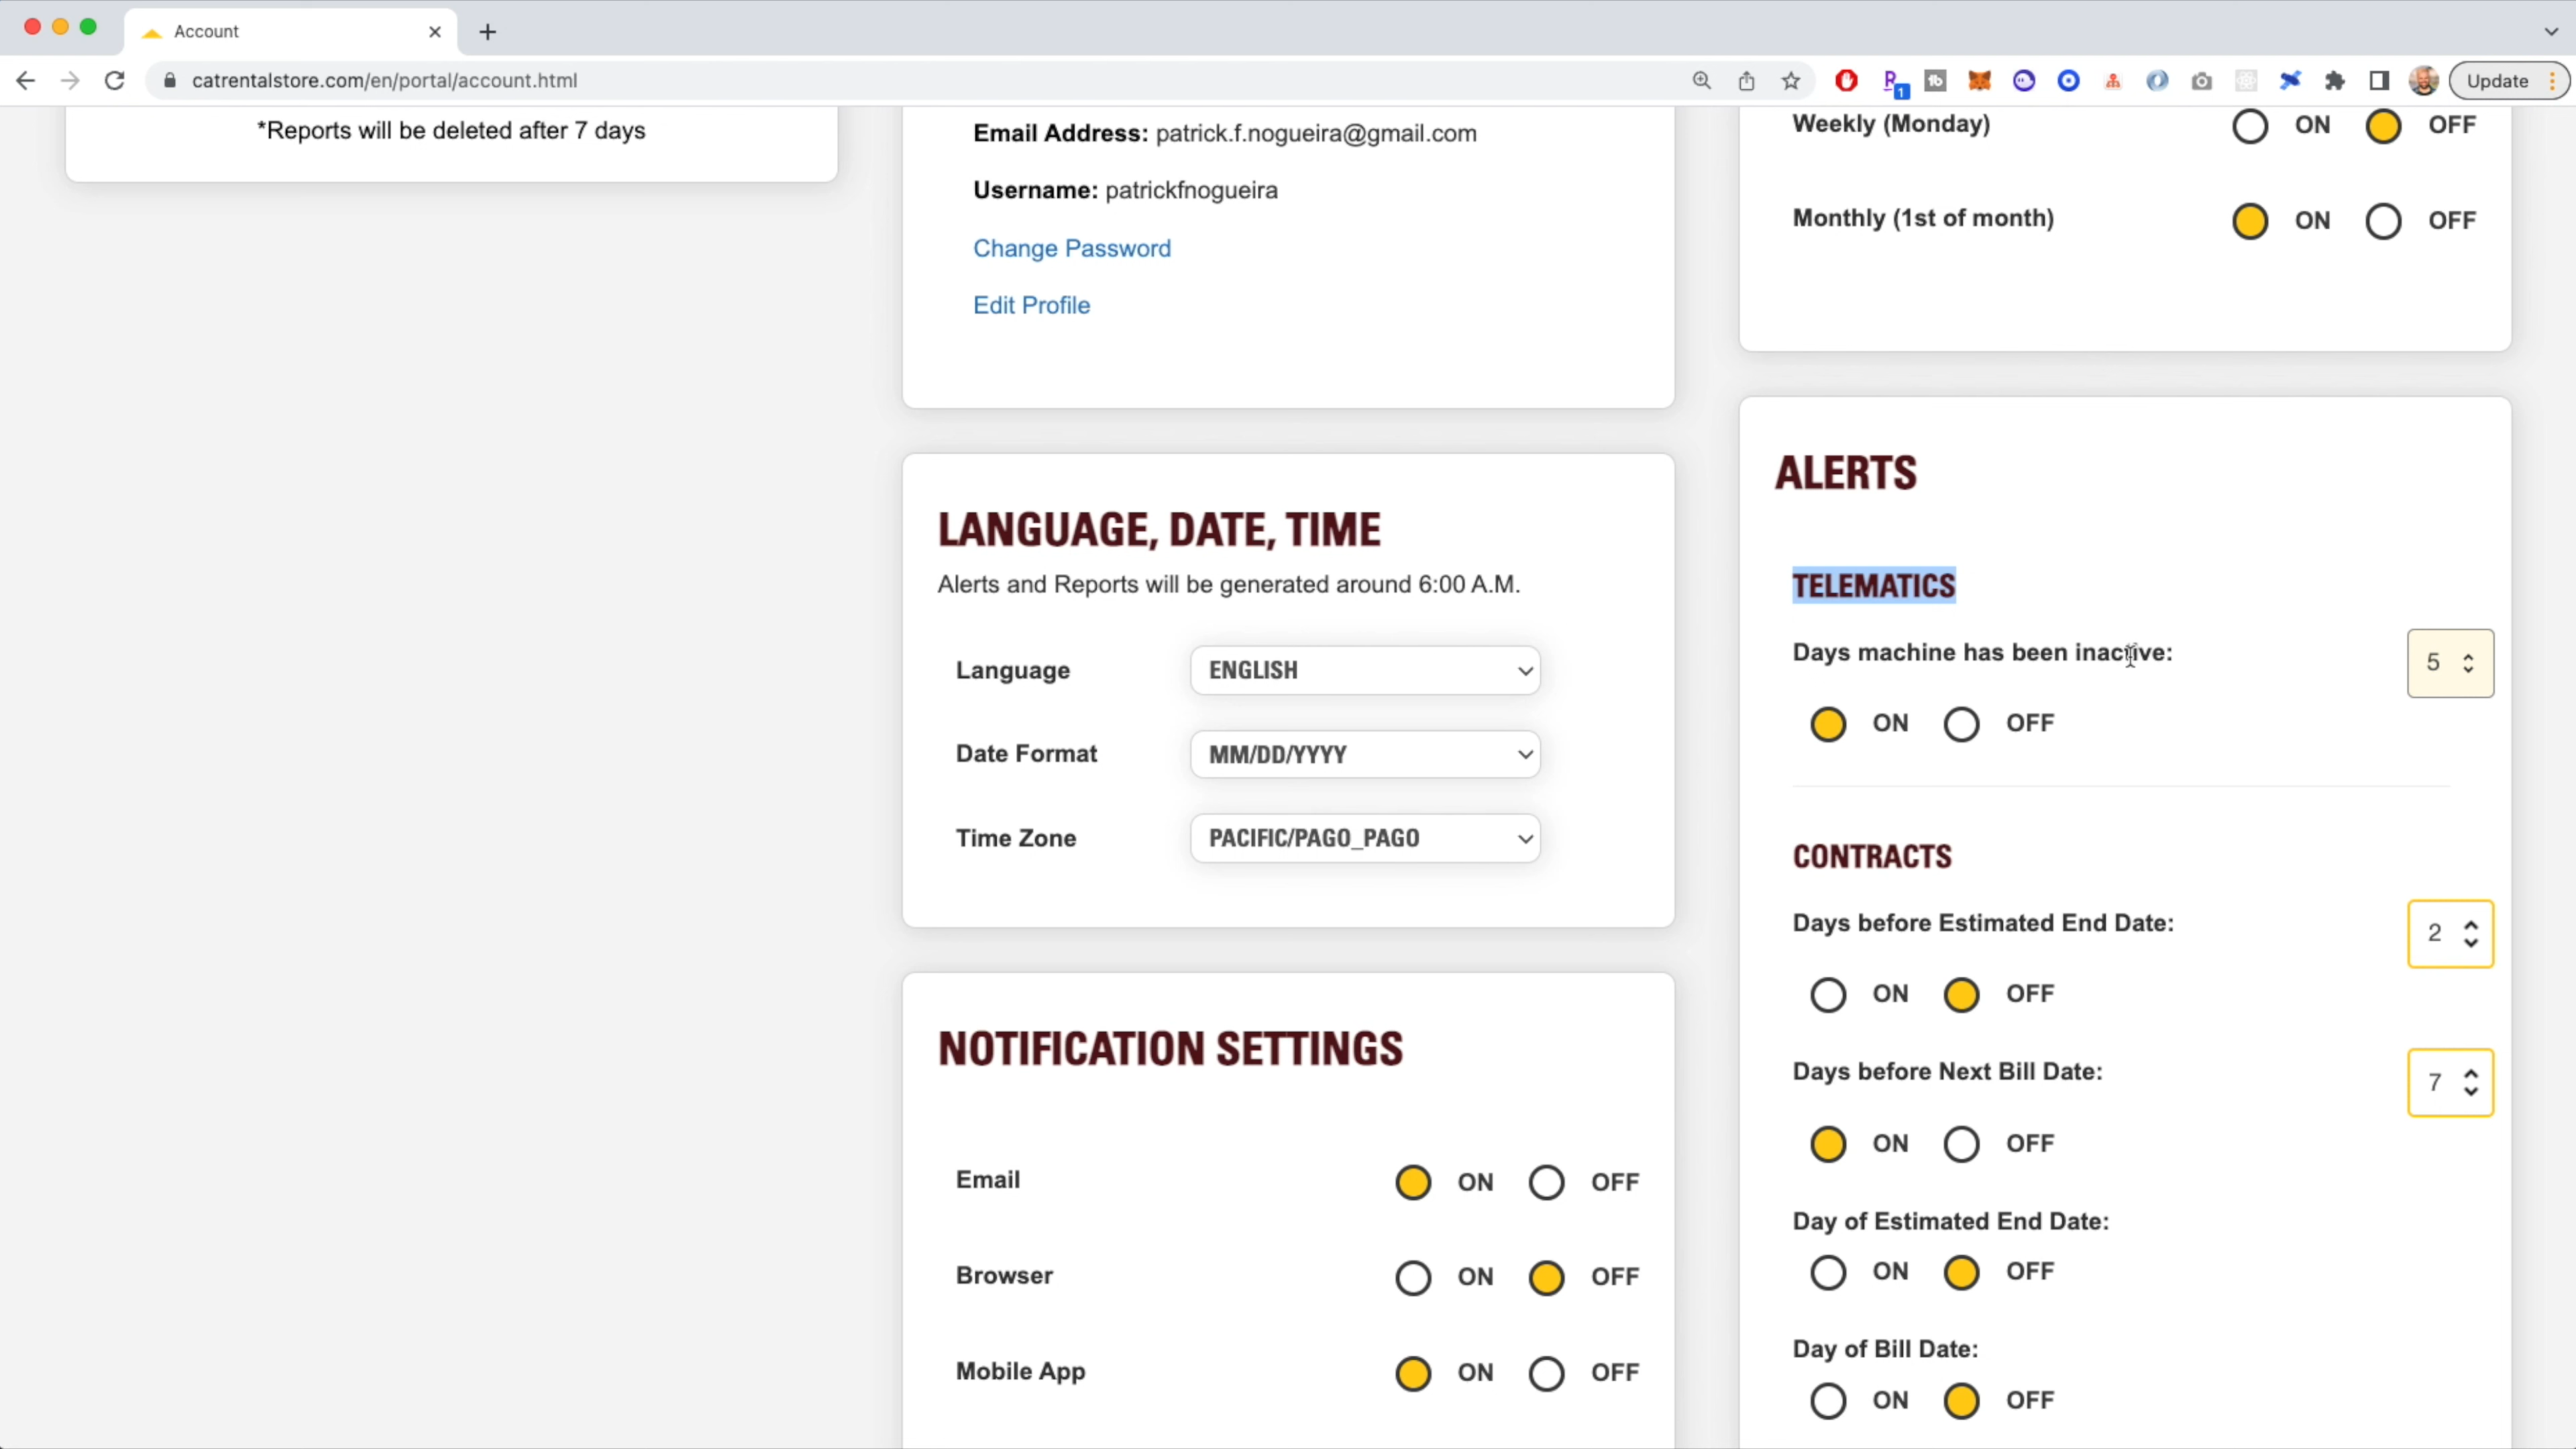 Account
catrentalstore.com/en/portal/account.html
1
Update
*Reports will be deleted after 7 days
Email Address: patrick.f.nogueira@gmail.com
Username: patrickfnogueira
Change Password
Edit Profile
LANGUAGE, DATE, TIME
Alerts and Reports will be generated around 6:00 A.M.
Language ENGLISH
Date Format MM/DD/YYYY
Time Zone PACIFIC/PAGO_PAGO
NOTIFICATION SETTINGS
Email ON OFF
Browser ON OFF
Mobile App ON OFF
Weekly (Monday) ON OFF
Monthly (1st of month) ON OFF
ALERTS
TELEMATICS
Days machine has been inactive: 5
ON OFF
CONTRACTS
Days before Estimated End Date: 2
ON OFF
Days before Next Bill Date: 7
ON OFF
Day of Estimated End Date:
ON OFF
Day of Bill Date:
ON OFF